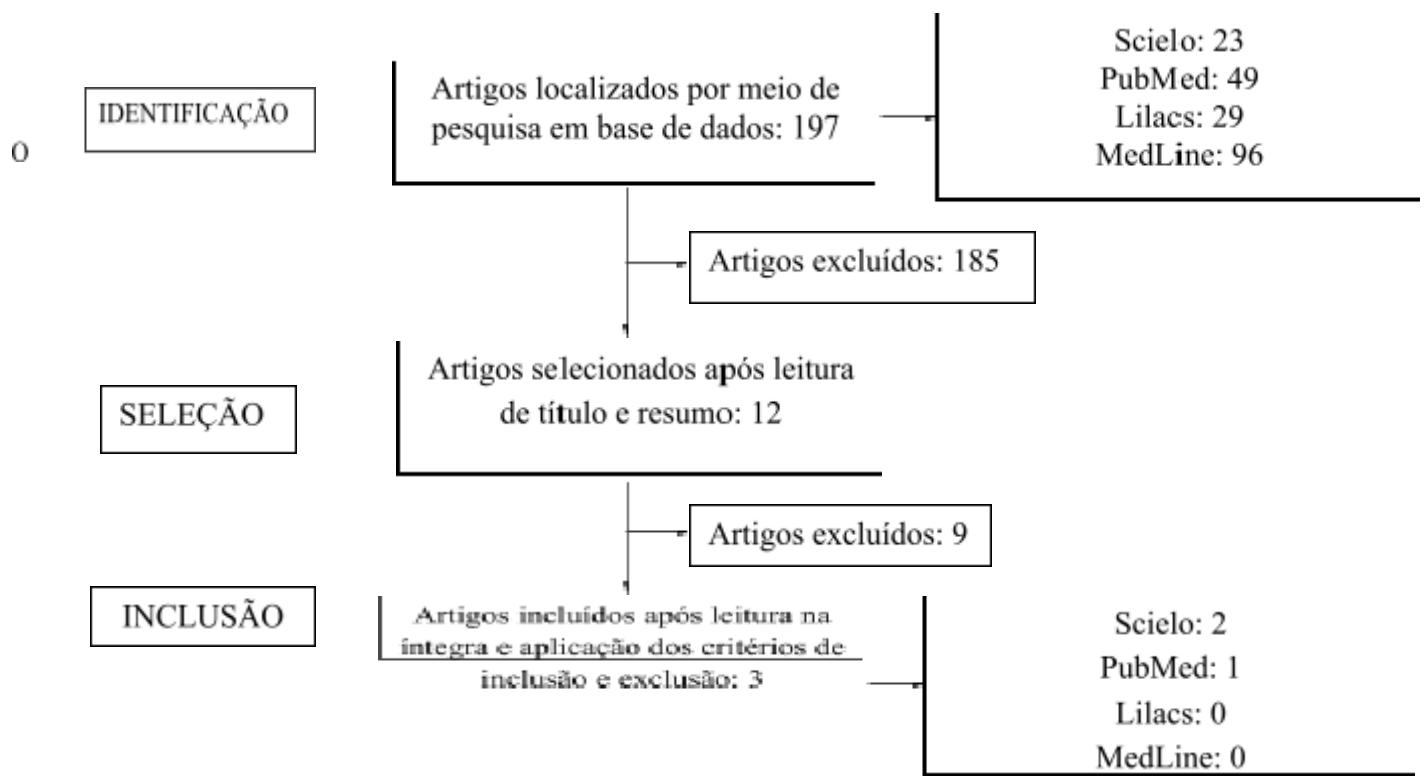 O
IDENTIFICAÇÃO
Artigos localizados por meio de
pesquisa em base de dados: 197
Scielo: 23
PubMed: 49
Lilacs: 29
MedLine: 96
Artigos excluídos: 185
SELEÇÃO
Artigos selecionados após leitura
de título e resumo: 12
Artigos excluídos: 9
INCLUSÃO
Artigos incluídos após leitura na
íntegra e aplicação dos critérios de
inclusão e exclusão: 3
Scielo: 2
PubMed: 1
Lilacs: 0
MedLine: 0